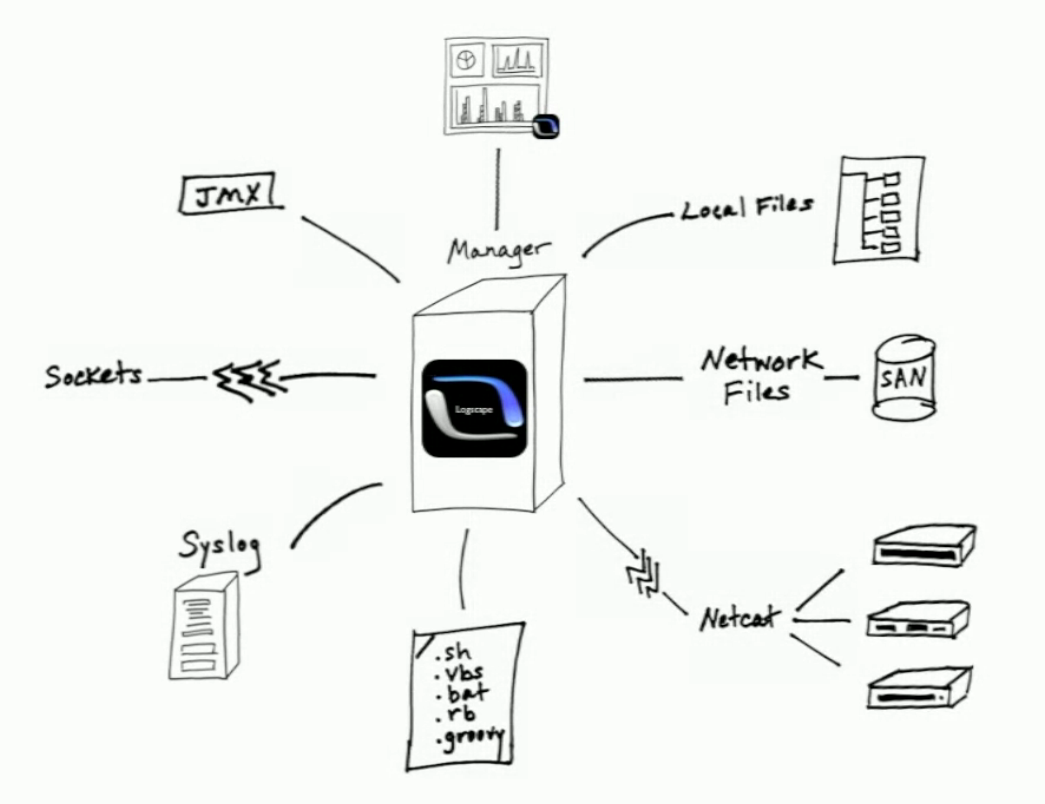 JMX
Manager
Local Files
Sockets
Logscape
Network
Files
SAN
Syslog
Netcat
.sh
.vbs
.bat
.rb
.groovy